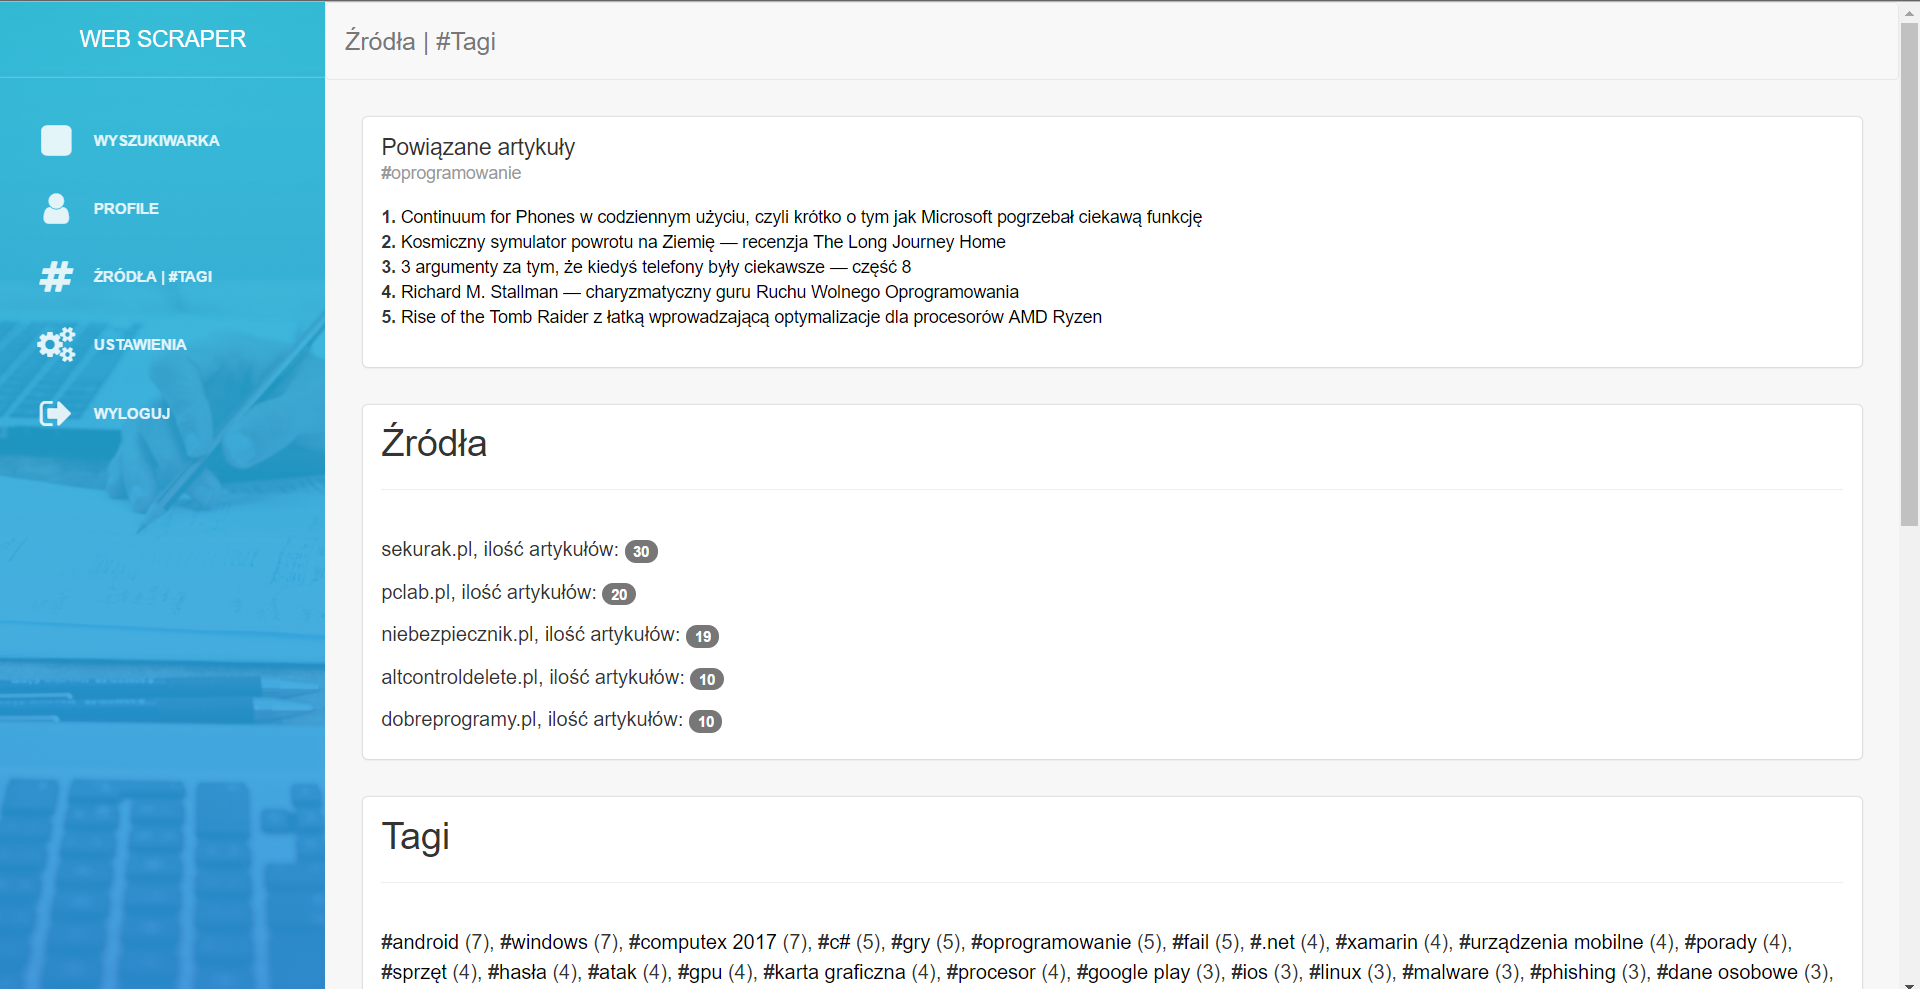 WEB SCRAPER
WYSZUKIWARKA
PROFILE
ŹRÓDŁA | #TAGI
USTAWIENIA
WYLOGUJ
Źródła | #Tagi
Powiązane artykuły
#oprogramowanie
1. Continuum for Phones w codziennym użyciu, czyli krótko o tym jak Microsoft pogrzebał ciekawą funkcję
2. Kosmiczny symulator powrotu na Ziemię — recenzja The Long Journey Home
3. 3 argumenty za tym, że kiedyś telefony były ciekawsze — część 8
4. Richard M. Stallman — charyzmatyczny guru Ruchu Wolnego Oprogramowania
5. Rise of the Tomb Raider z łatką wprowadzającą optymalizacje dla procesorów AMD Ryzen
Źródła
sekurak.pl, ilość artykułów: 30
pclab.pl, ilość artykułów: 20
niebezpiecznik.pl, ilość artykułów: 19
altcontroldelete.pl, ilość artykułów: 10
dobreprogramy.pl, ilość artykułów: 10
Tagi
#android (7), #windows (7), #computex 2017 (7), #c# (5), #gry (5), #oprogramowanie (5), #fail (5), #.net (4), #xamarin (4), #urządzenia mobilne (4), #porady (4),
#sprzęt (4), #hasła (4), #atak (4), #gpu (4), #karta graficzna (4), #procesor (4), #google play (3), #ios (3), #linux (3), #malware (3), #phishing (3), #dane osobowe (3),